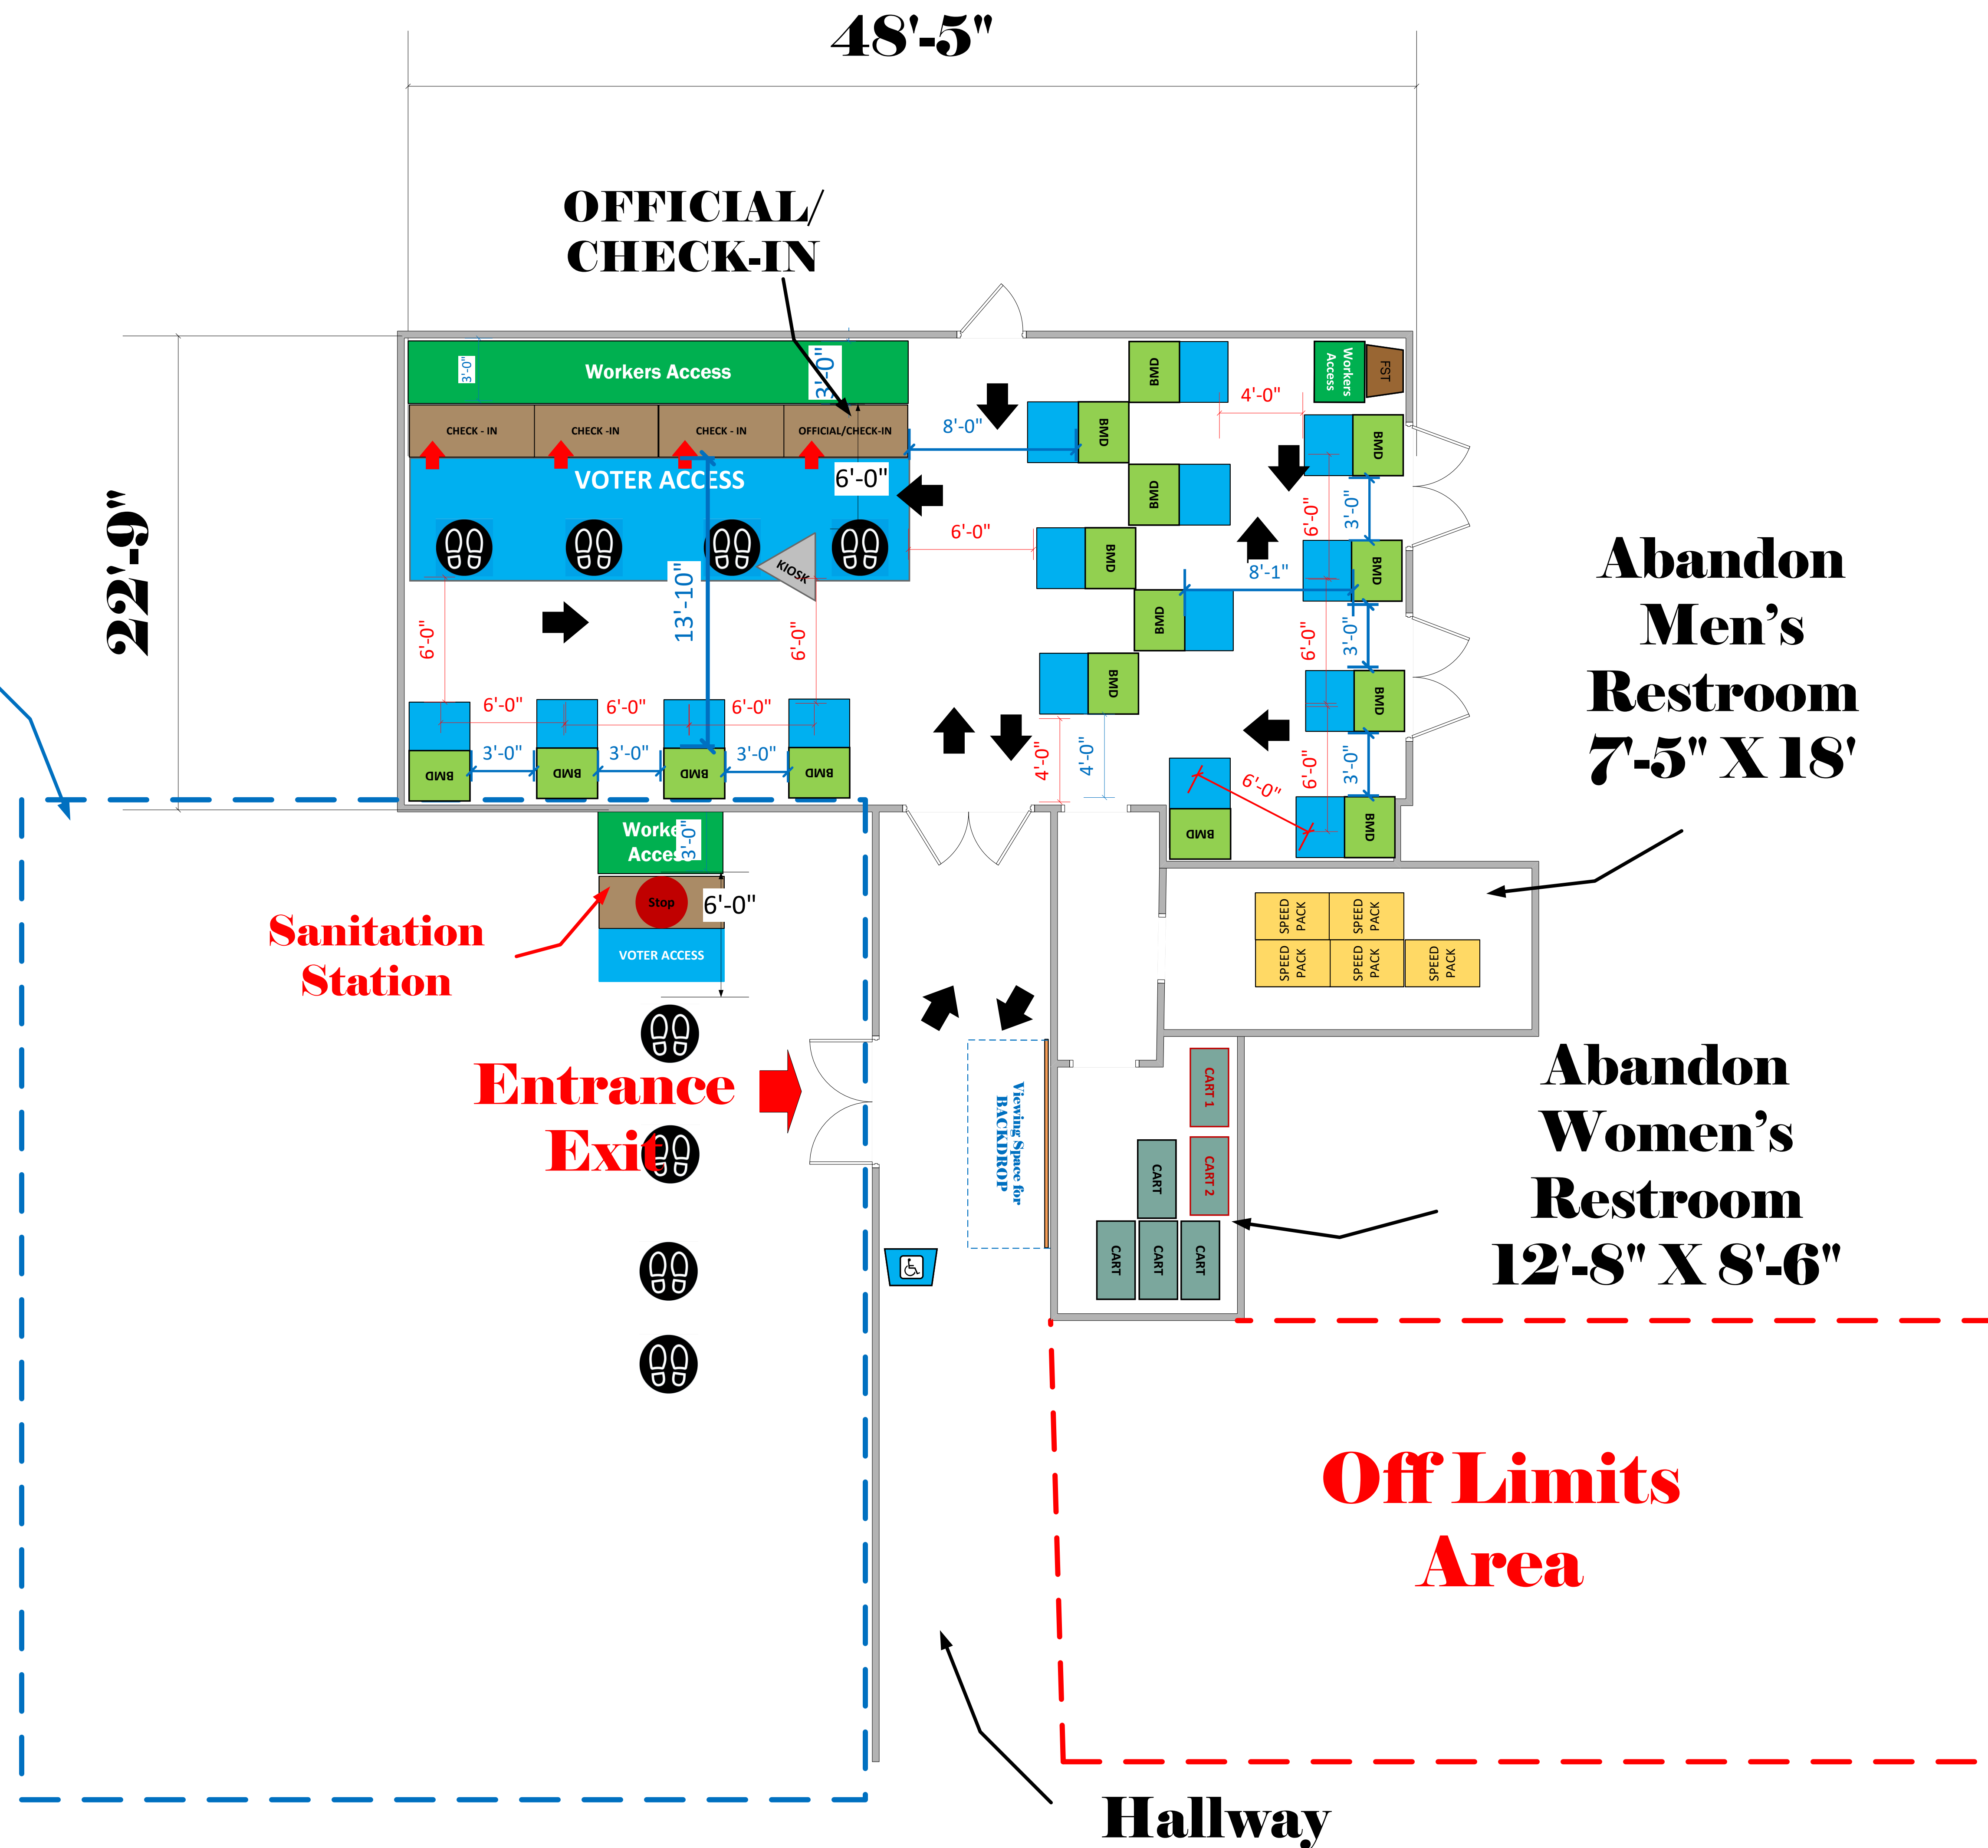 48'-5"
OFFICIAL/
CHECK-IN
22'-9"
Workers Access
3'-0"
3'-0"
CHECK - IN
CHECK -IN
CHECK - IN
OFFICIAL/CHECK-IN
VOTER ACCESS
6'-0"
KIOSK
13'-10"
8'-0"
6'-0"
6'-0"
6'-0"
6'-0"
6'-0"
6'-0"
3'-0"
3'-0"
3'-0"
BMD
BMD
BMD
BMD
BMD
BMD
BMD
BMD
BMD
BMD
4'-0"
4'-0"
4'-0"
Workers
Access
FST
BMD
BMD
BMD
BMD
BMD
6'-0"
3'-0"
8'-1"
6'-0"
3'-0"
6'-0"
3'-0"
6'-0"
Abandon
Men's
Restroom
7'-5" X 18'
SPEED
PACK
SPEED
PACK
SPEED
PACK
SPEED
PACK
SPEED
PACK
Access
3'-0"
Stop
6'-0"
VOTER ACCESS
Sanitation
Station
Entrance
Exit
Viewing Space for
BACKDROP
CART 1
CART 2
CART
CART
CART
CART
Abandon
Women's
Restroom
12'-8" X 8'-6"
Off Limits
Area
Hallway